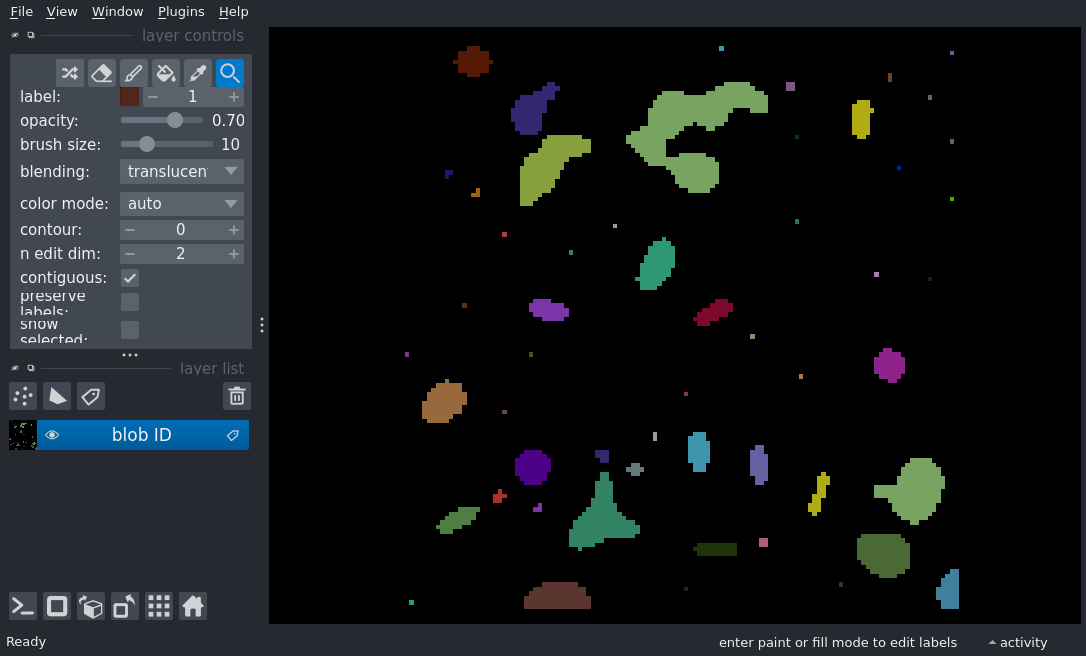 File View Window Plugins Help
layer controls
label: 1
opacity: 0.70
brush size: 10
blending: translucen
color mode: auto
contour: 0
n edit dim: 2
contiguous:
preserve
labels:
show
selected:
layer list
blob ID
Ready enter paint or fill mode to edit labels activity